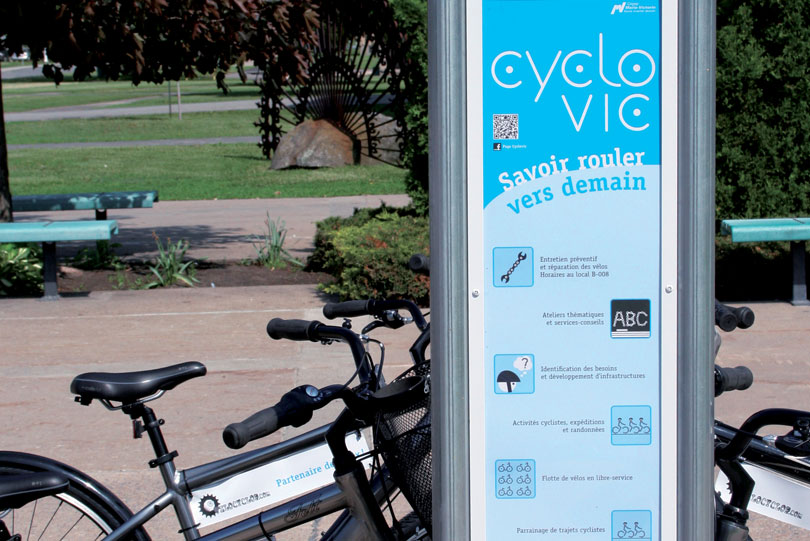 cyclo
VIC
Page Cyclovic
Savoir rouler
vers demain
Entretien préventif
et réparation des vélos
Horaires au local B-008
Ateliers thématiques
et services-conseils
ABC
?
Identification des besoins
et développement d'infrastructures
Activités cyclistes, expéditions
et randonnées
Flotte de vélos en libre-service
Parrainage de trajets cyclistes
Partenaire de